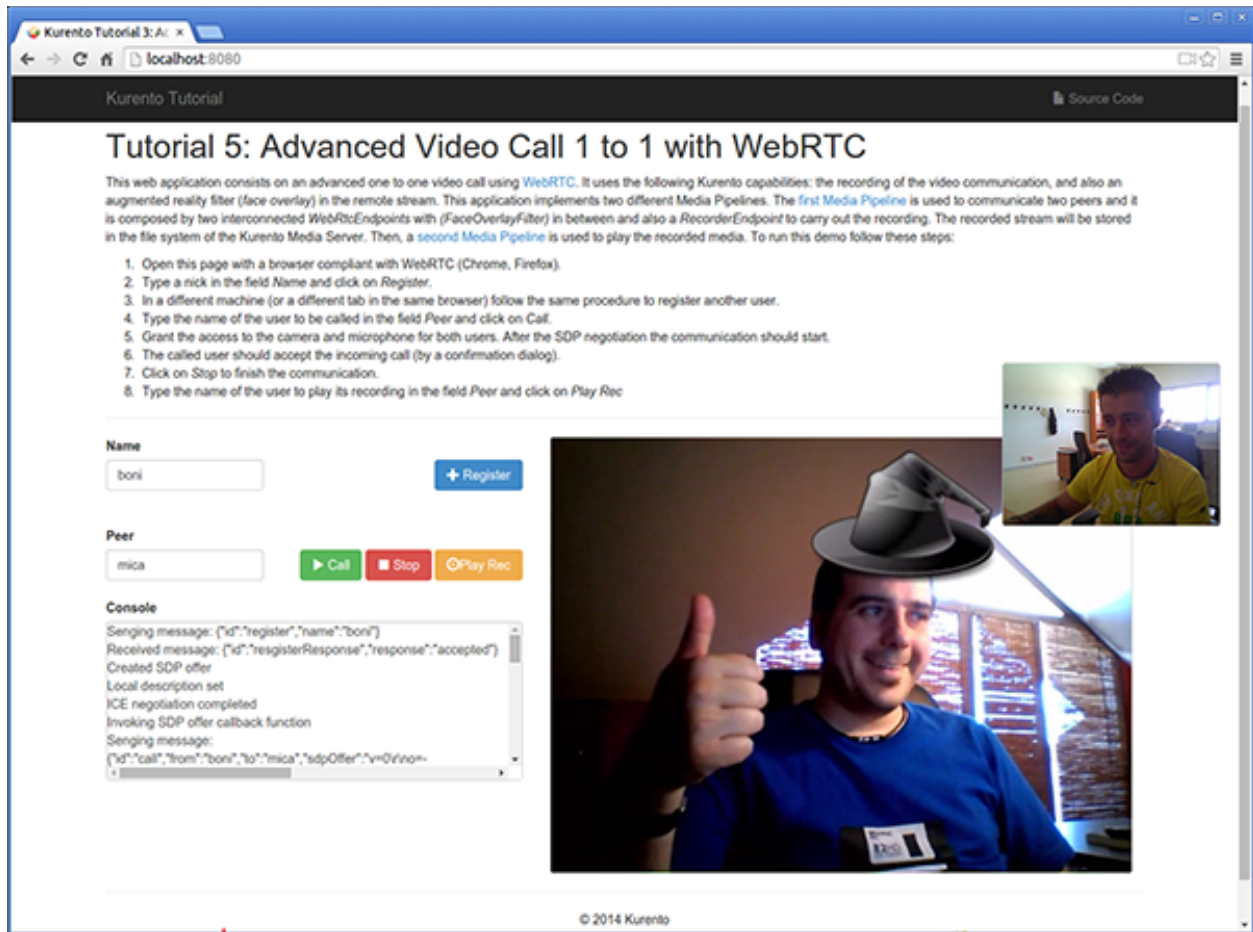 Kurento Tutorial 3: Ac
localhost:8080
Kurento Tutorial
Source Code
Tutorial 5: Advanced Video Call 1 to 1 with WebRTC
This web application consists on an advanced one to one video call using WebRTC. It uses the following Kurento capabilities: the recording of the video communication, and also an
augmented reality filter (face overlay) in the remote stream. This application implements two different Media Pipelines. The first Media Pipeline is used to communicate two peers and it
is composed by two interconnected WebRtcEndpoints with (FaceOverlayFilter) in between and also a RecorderEndpoint to carry out the recording. The recorded stream will be stored
in the file system of the Kurento Media Server. Then, a second Media Pipeline is used to play the recorded media. To run this demo follow these steps:
1. Open this page with a browser compliant with WebRTC (Chrome, Firefox).
2. Type a nick in the field Name and click on Register.
3. In a different machine (or a different tab in the same browser) follow the same procedure to register another user.
4. Type the name of the user to be called in the field Peer and click on Call.
5. Grant the access to the camera and microphone for both users. After the SDP negotiation the communication should start.
6. The called user should accept the incoming call (by a confirmation dialog).
7. Click on Stop to finish the communication.
8. Type the name of the user to play its recording in the field Peer and click on Play Rec
Name
boni
Register
Peer
mica
Call
Stop
Play Rec
Console
Senging message: {"id":"register","name":"boni"}
Received message: {"id":"resgisterResponse","response":"accepted"}
Created SDP offer
Local description set
ICE negotiation completed
Invoking SDP offer callback function
Senging message:
{"id":"call","from":"boni","to":"mica","sdpOffer":"v=0\r\no=-
© 2014 Kurento